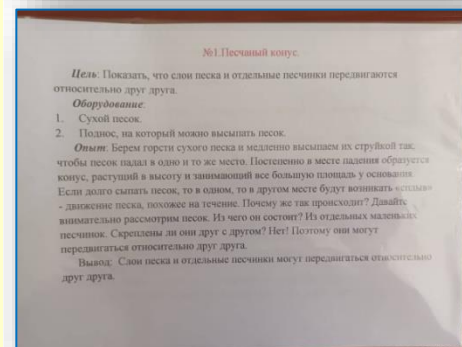 №1.Песчаный конус.
Цель: Показать, что слои песка и отдельные песчинки передвигаются
относительно друг друга.
Оборудование:
1. Сухой песок.
2. Поднос, на который можно высыпать песок.
Опыт: Берем горсти сухого песка и медленно высыпаем их струйкой так,
чтобы песок падал в одно и то же место. Постепенно в месте падения образуется
конус, растущий в высоту и занимающий все большую площадь у основания.
Если долго сыпать песок, то в одном, то в другом месте будут возникать «сплывы»
- движение песка, похожее на течение. Почему же так происходит? Давайте
внимательно рассмотрим песок. Из чего он состоит? Из отдельных маленьких
песчинок. Скреплены ли они друг с другом? Нет! Поэтому они могут
передвигаться относительно друг друга.
Вывод: Слои песка и отдельные песчинки могут передвигаться относительно
друг друга.